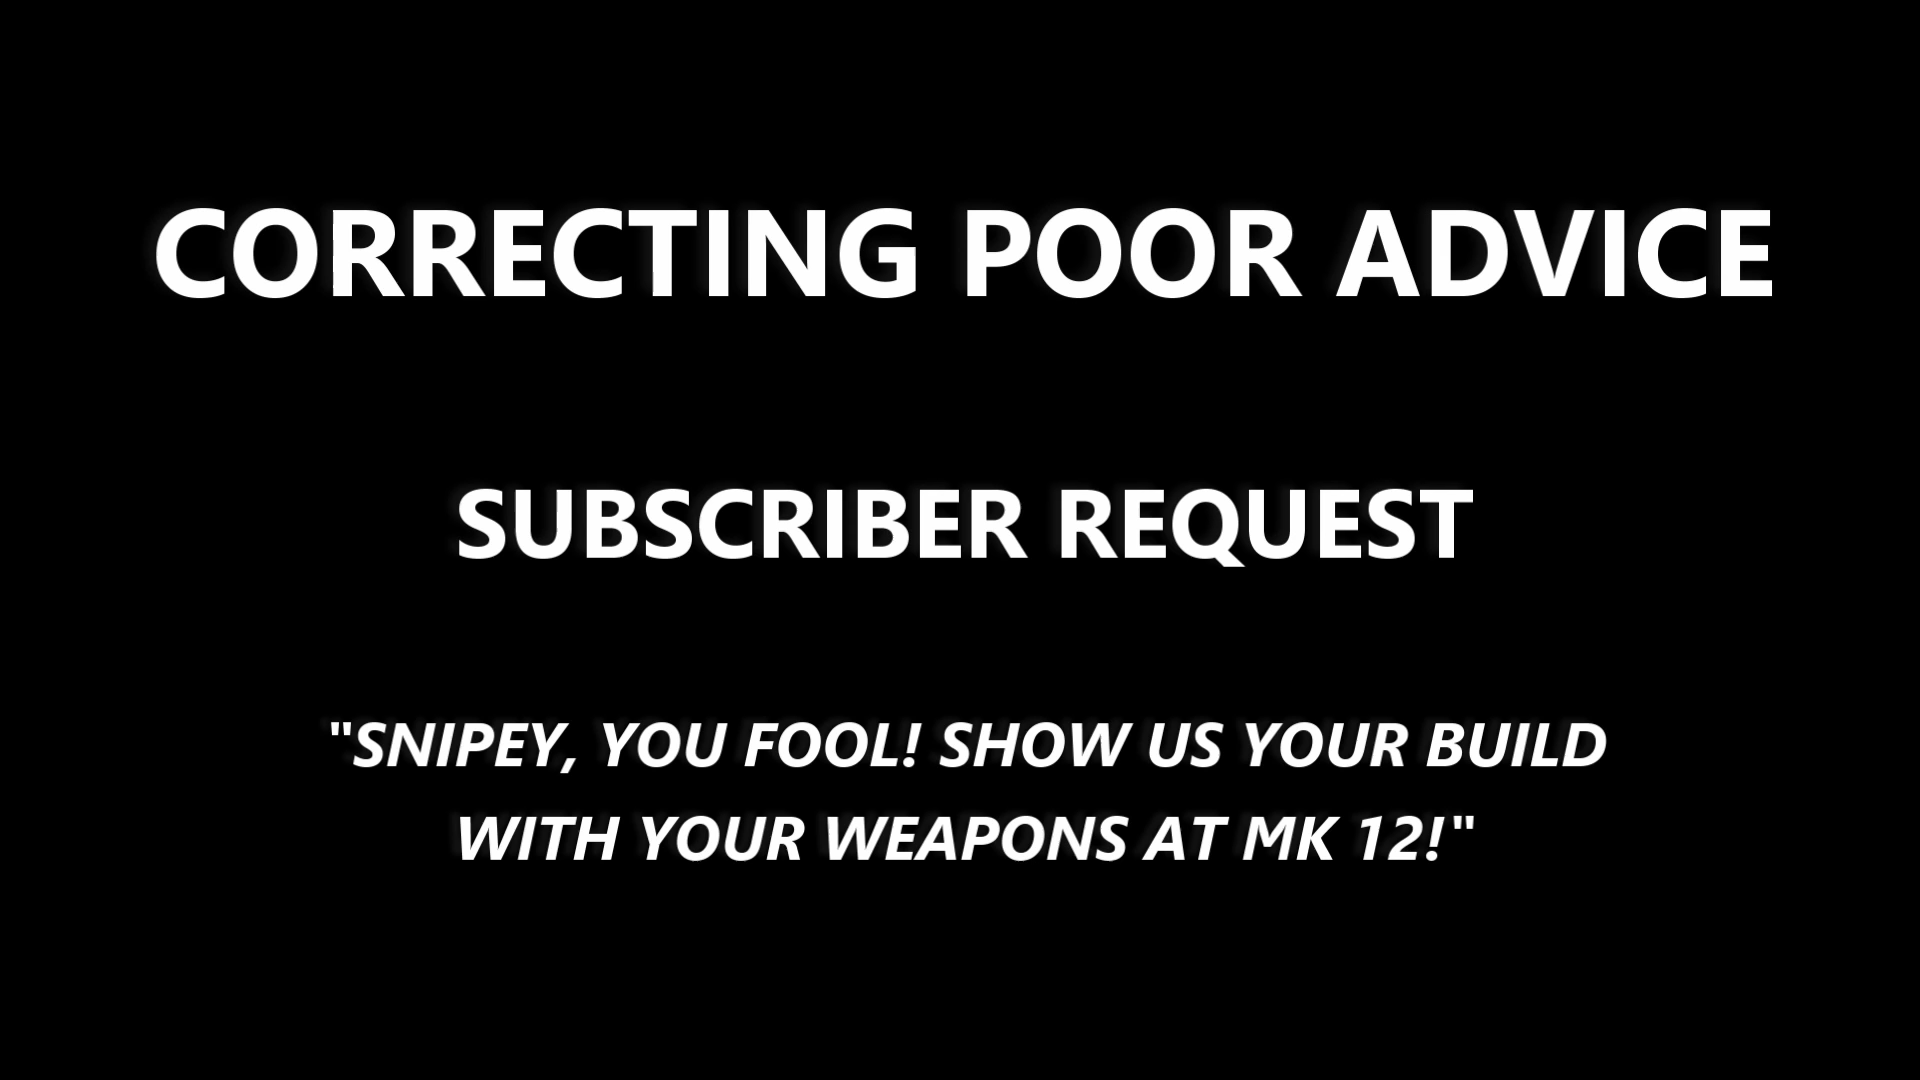 CORRECTING POOR ADVICE
SUBSCRIBER REQUEST
"SNIPEY, YOU FOOL! SHOW US YOUR BUILD
WITH YOUR WEAPONS AT MK 12!"